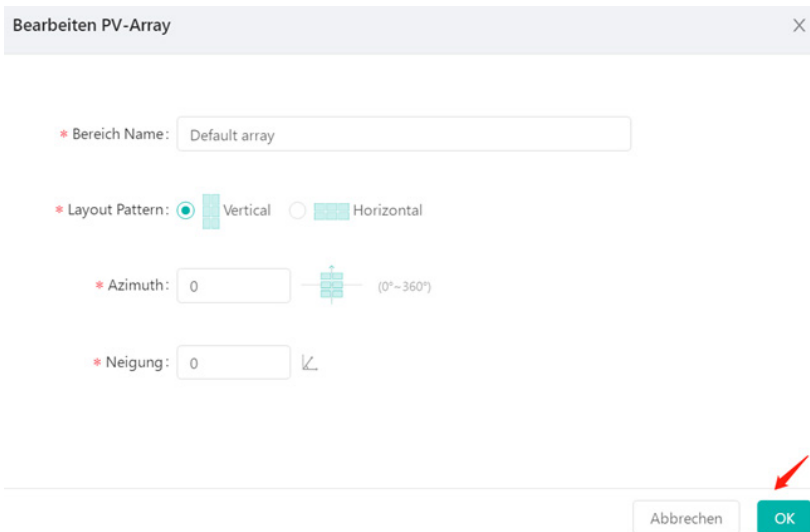 Bearbeiten PV-Array
* Bereich Name: Default array
* Layout Pattern: Vertical Horizontal
* Azimuth: 0 (0°~360°)
* Neigung: 0
Abbrechen OK